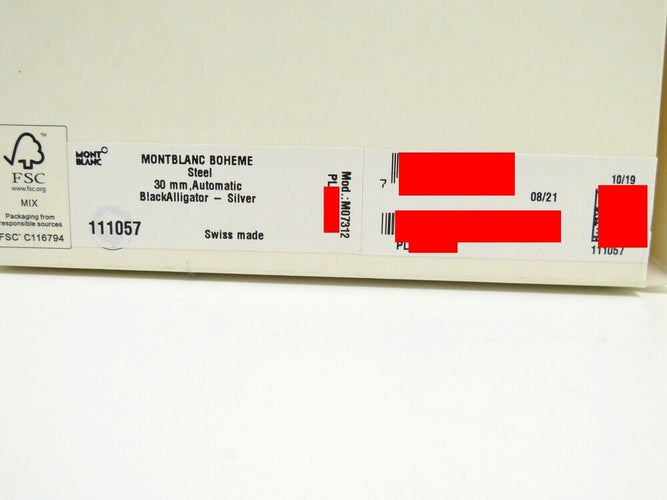 FSC
www.fsc.org
MIX
Packaging from
responsible sources
FSC™ C116794
MONT
BLANC
MONTBLANC BOHEME
Steel
30 mm,Automatic
BlackAlligator – Silver
111057
Swiss made
Mod.:M07312
PL
7
08/21
PL
10/19
111057